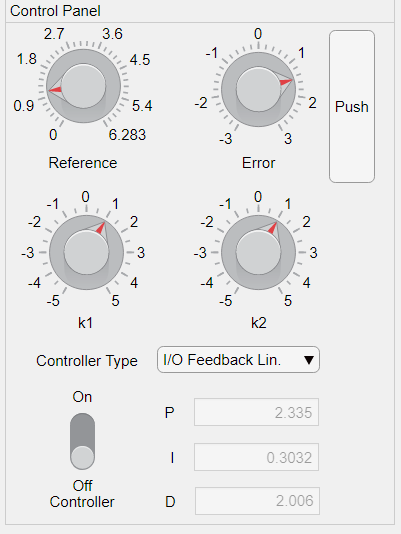 Control Panel
2.7 3.6
1.8 4.5
0.9 5.4
0 6.283
Reference
0
-1 1
-2 2
-3 3
Error
Push
0
-1 1
-2 2
-3 3
-4 4
-5 5
k1
0
-1 1
-2 2
-3 3
-4 4
-5 5
k2
Controller Type I/O Feedback Lin.
On
Off
Controller
P 2.335
I 0.3032
D 2.006